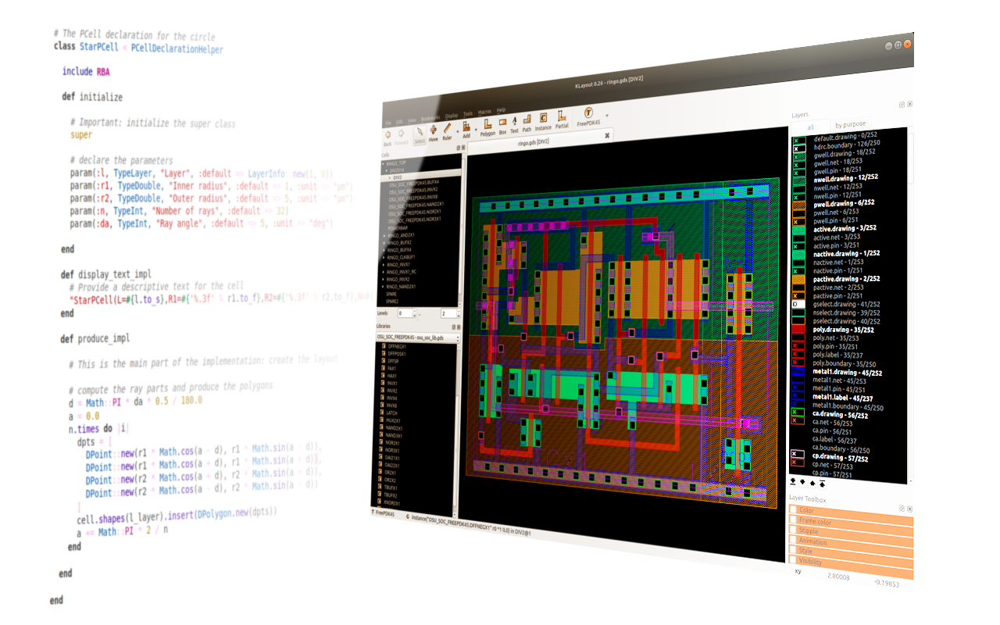 # The PCell declaration for the circle
class StarPCell < PCellDeclarationHelper
include RBA
def initialize
# Important: initialize the super class
super
# declare the parameters
param(:l, TypeLayer, "Layer", :default => LayerInfo::new(1, 0))
param(:r1, TypeDouble, "Inner radius", :default => 1, :unit => "µm")
param(:r2, TypeDouble, "Outer radius", :default => 5, :unit => "µm")
param(:n, TypeInt, "Number of rays", :default => 32)
param(:da, TypeInt, "Ray angle", :default => 5, :unit => "deg")
end
def display_text_impl
# Provide a descriptive text for the cell
"StarPCell(L=#{l.to_s},R1=#{'%.3f' % r1.to_f},R2=#{'%.3f' % r2.to_f}
end
def produce_impl
# This is the main part of the implementation: create the layout
# compute the ray parts and produce the polygons
d = Math::PI * da * 0.5 / 180.0
a = 0.0
n.times do |i|
dpts = [
DPoint::new(r1 * Math.cos(a - d), r1 * Math.sin(a - d)),
DPoint::new(r1 * Math.cos(a + d), r1 * Math.sin(a + d)),
DPoint::new(r2 * Math.cos(a + d), r2 * Math.sin(a + d)),
DPoint::new(r2 * Math.cos(a - d), r2 * Math.sin(a - d))
]
cell.shapes(l_layer).insert(DPolygon.new(dpts))
a += Math::PI * 2 / n
end
end
end
KLayout 0.26 - ringo.gds [DIV2]
File Edit View Bookmarks Display Tools Macros Help
Back Forward Select Move Ruler Add Polygon Box Text Path Instance Partial FreePDK45
ringo.gds [DIV2]
Cells
RINGO_TOP
DIV2X14
DIV2
OSU_SOC_FREEPDK45.BUFX4
OSU_SOC_FREEPDK45.INVX2
OSU_SOC_FREEPDK45.INVX8
OSU_SOC_FREEPDK45.NAND2X1
OSU_SOC_FREEPDK45.NOR2X1
OSU_SOC_FREEPDK45.NOR3X1
POWERBAR
RINGO_AND2X1
RINGO_BUFX2
RINGO_BUFX4
RINGO_CLKBUF1
RINGO_INVX1
RINGO_INVX1_RC
RINGO_INVX2
RINGO_NAND2X1
SPARE
SPARE2
Levels 0 .. 2
Libraries
OSU_SOC_FREEPDK45 - osu_soc_lib.gds
DFFNEGX1
DFFPOSX1
DFFSR
FAX1
HAX1
INVX1
INVX2
INVX4
INVX8
LATCH
MUX2X1
NAND2X1
NAND3X1
NOR2X1
NOR3X1
OAI21X1
OAI22X1
OR2X1
OR2X2
TBUFX1
TBUFX2
XNOR2X1
T FreePDK45 G instance("OSU_SOC_FREEPDK45.DFFNEGX1" r0 *1 0,0) in DIV2@1
Layers
all by purpose
default.drawing - 0/252
hdrc.boundary - 126/250
gwell.drawing - 18/252
gwell.net - 18/253
gwell.pin - 18/251
nwell.drawing - 12/252
nwell.net - 12/253
nwell.pin - 12/251
pwell.drawing - 6/252
pwell.net - 6/253
pwell.pin - 6/251
active.drawing - 3/252
active.net - 3/253
active.pin - 3/251
nactive.drawing - 1/252
nactive.net - 1/253
nactive.pin - 1/251
pactive.drawing - 2/252
pactive.net - 2/253
pactive.pin - 2/251
gselect.drawing - 41/252
nselect.drawing - 39/252
pselect.drawing - 40/252
poly.drawing - 35/252
poly.net - 35/253
poly.pin - 35/251
poly.label - 35/237
poly.boundary - 35/250
metal1.drawing - 45/252
metal1.net - 45/253
metal1.pin - 45/251
metal1.label - 45/237
metal1.boundary - 45/250
ca.drawing - 56/252
ca.net - 56/253
ca.pin - 56/251
ca.label - 56/237
ca.boundary - 56/250
cp.drawing - 57/252
cp.net - 57/253
cp.pin - 57/251
Layer Toolbox
Color
Frame color
Stipple
Animation
Style
Visibility
xy 2.80008 -0.19853